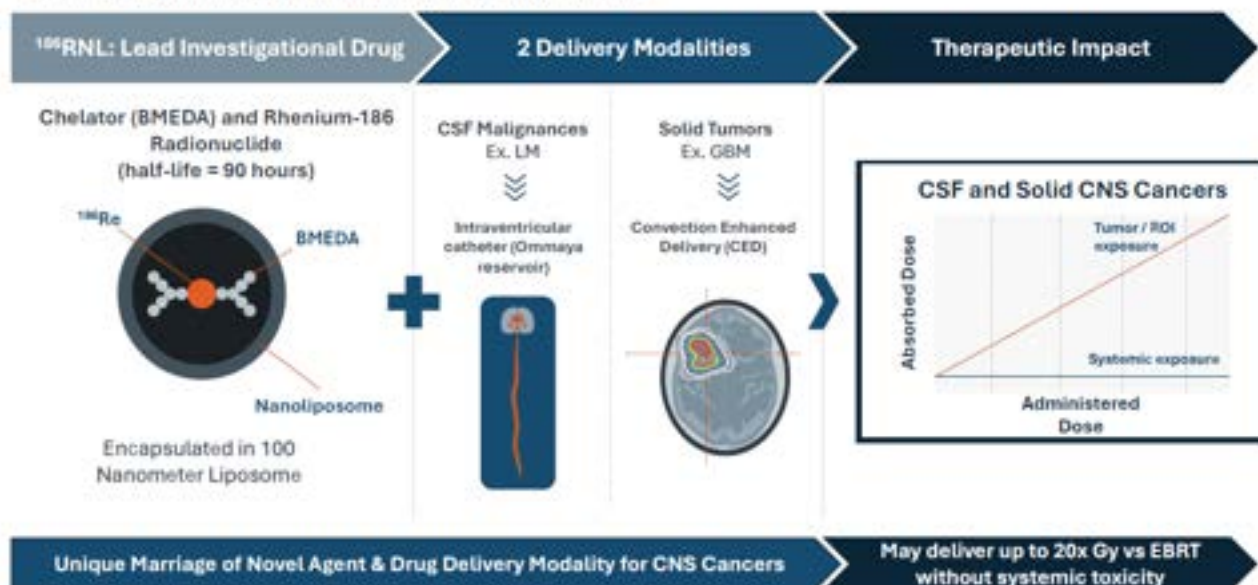 ¹⁸⁶RNL: Lead Investigational Drug
2 Delivery Modalities
Therapeutic Impact
Chelator (BMEDA) and Rhenium-186
Radionuclide
(half-life = 90 hours)
¹⁸⁶Re
BMEDA
Nanoliposome
Encapsulated in 100
Nanometer Liposome
CSF Malignances
Ex. LM
Intraventricular
catheter (Ommaya
reservoir)
Solid Tumors
Ex. GBM
Convection Enhanced
Delivery (CED)
CSF and Solid CNS Cancers
Tumor / ROI
exposure
Systemic exposure
Absorbed Dose
Administered
Dose
Unique Marriage of Novel Agent & Drug Delivery Modality for CNS Cancers
May deliver up to 20x Gy vs EBRT
without systemic toxicity